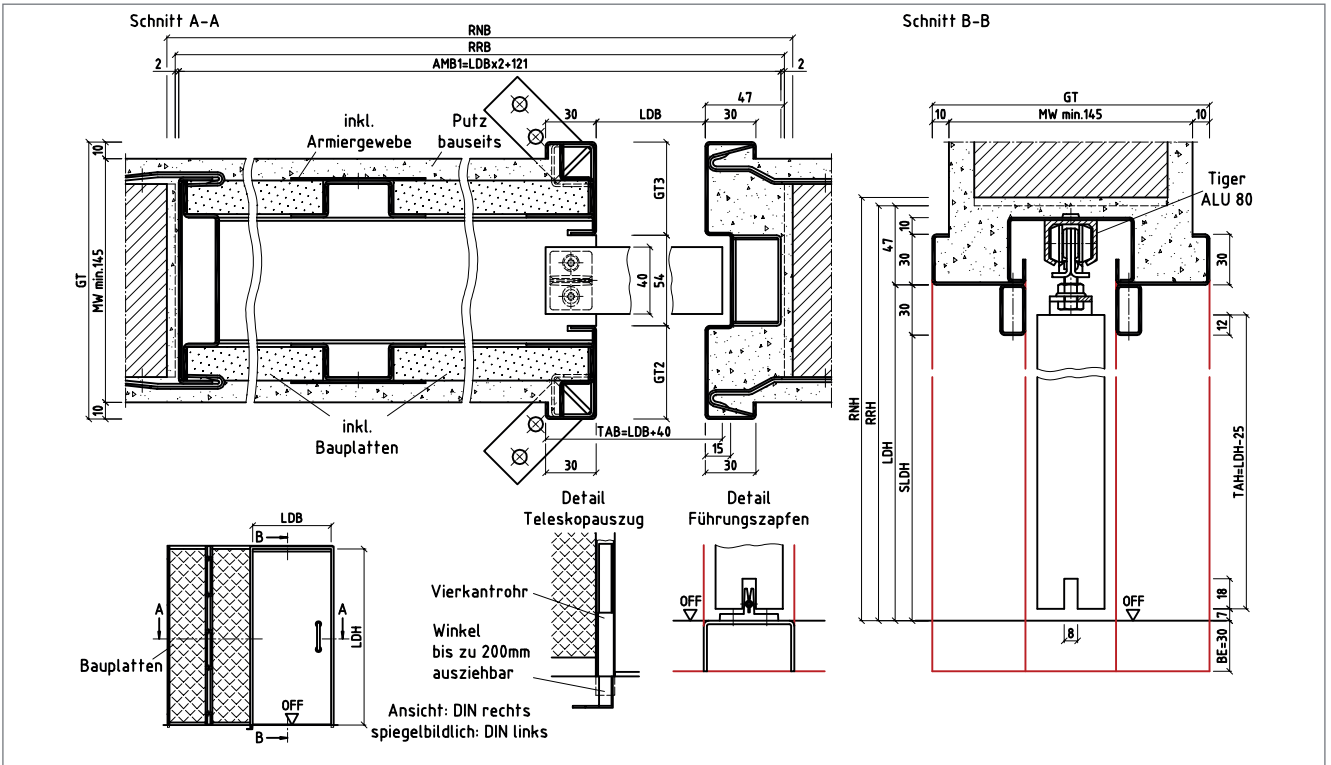 Schnitt A-A
Schnitt B-B
RNB
RRB
2
AMB1=LDBx2+121
2
47
30
LDB
30
inkl.
Armiergewebe
Putz
bauseits
10
GT
MW min.145
10
GT3
40
54
GT2
inkl.
Bauplatten
TAB=LDB+40
15
30
30
GT
10
MW min.145
10
Tiger
ALU 80
10
47
30
30
30
12
RNH
RRH
LDH
SLDH
TAH=LDH-25
OFF
18
7
8
BE=30
LDB
B
A
A
LDH
Bauplatten
OFF
B
Detail
Teleskopauszug
Vierkantrohr
Winkel
bis zu 200mm
ausziehbar
Ansicht: DIN rechts
spiegelbildlich: DIN links
Detail
Führungszapfen
OFF